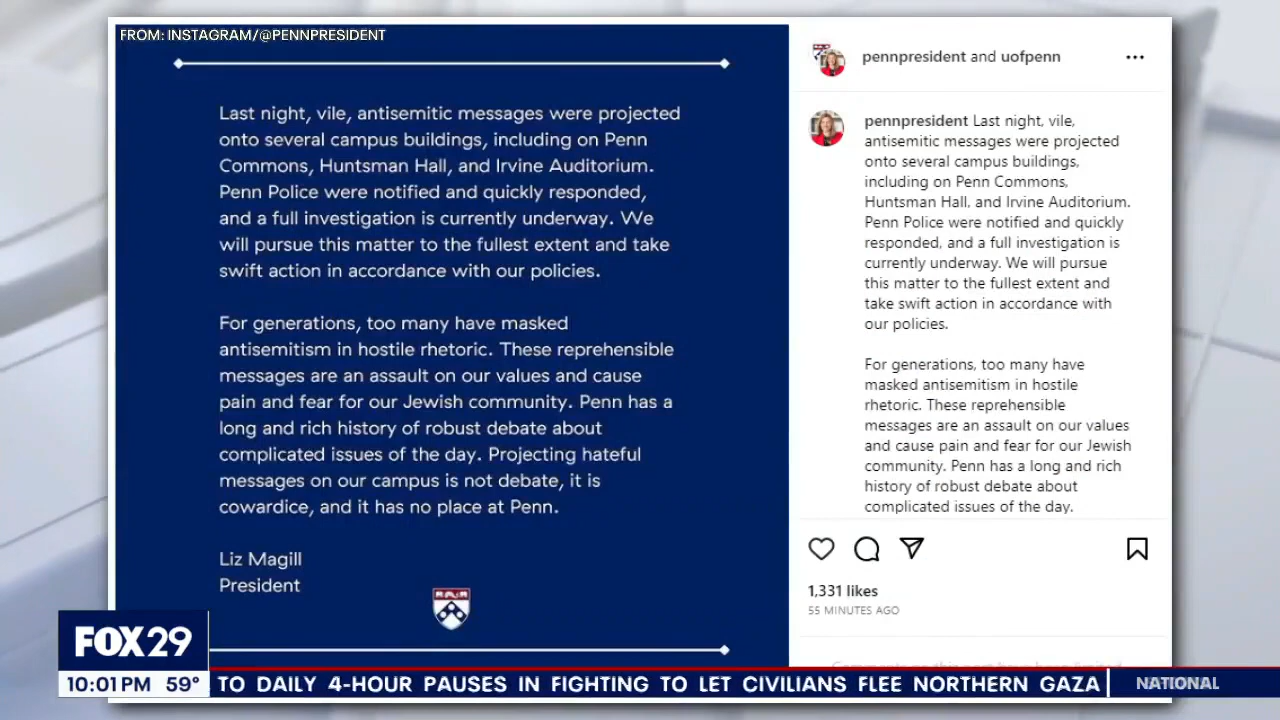 FROM: INSTAGRAM/@PENNPRESIDENT
Last night, vile, antisemitic messages were projected
onto several campus buildings, including on Penn
Commons, Huntsman Hall, and Irvine Auditorium.
Penn Police were notified and quickly responded,
and a full investigation is currently underway. We
will pursue this matter to the fullest extent and take
swift action in accordance with our policies.
For generations, too many have masked
antisemitism in hostile rhetoric. These reprehensible
messages are an assault on our values and cause
pain and fear for our Jewish community. Penn has a
long and rich history of robust debate about
complicated issues of the day. Projecting hateful
messages on our campus is not debate, it is
cowardice, and it has no place at Penn.
Liz Magill
President
pennpresident and uofpenn
pennpresident Last night, vile,
antisemitic messages were projected
onto several campus buildings,
including on Penn Commons,
Huntsman Hall, and Irvine Auditorium.
Penn Police were notified and quickly
responded, and a full investigation is
currently underway. We will pursue
this matter to the fullest extent and
take swift action in accordance with
our policies.
For generations, too many have
masked antisemitism in hostile
rhetoric. These reprehensible
messages are an assault on our values
and cause pain and fear for our Jewish
community. Penn has a long and rich
history of robust debate about
complicated issues of the day.
1,331 likes
55 MINUTES AGO
FOX 29
10:01 PM 59°
TO DAILY 4-HOUR PAUSES IN FIGHTING TO LET CIVILIANS FLEE NORTHERN GAZA
NATIONAL